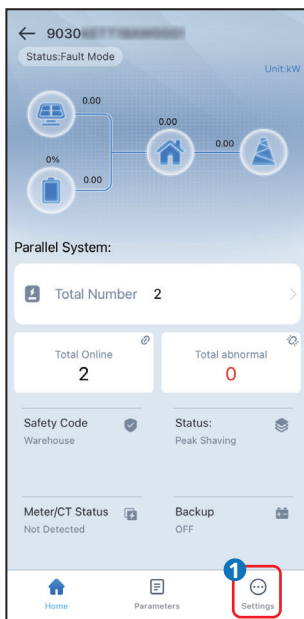 9030
Status:Fault Mode
Unit:kW
0.00
0.00
0.00
0%
0.00
Parallel System:
Total Number 2
Total Online
2
Total abnormal
0
Safety Code
Warehouse
Status:
Peak Shaving
Meter/CT Status
Not Detected
Backup
OFF
1
Home
Parameters
Settings